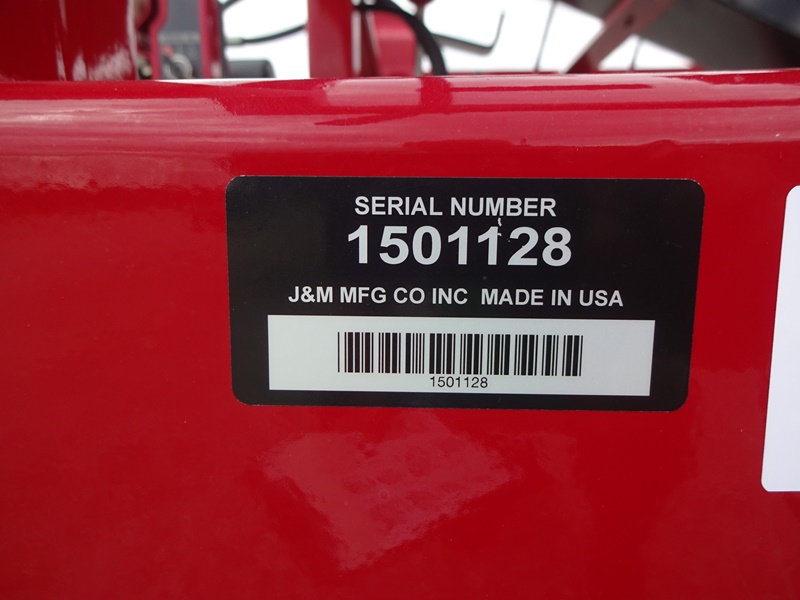 SERIAL NUMBER
1501128
J&M MFG CO INC MADE IN USA
1501128